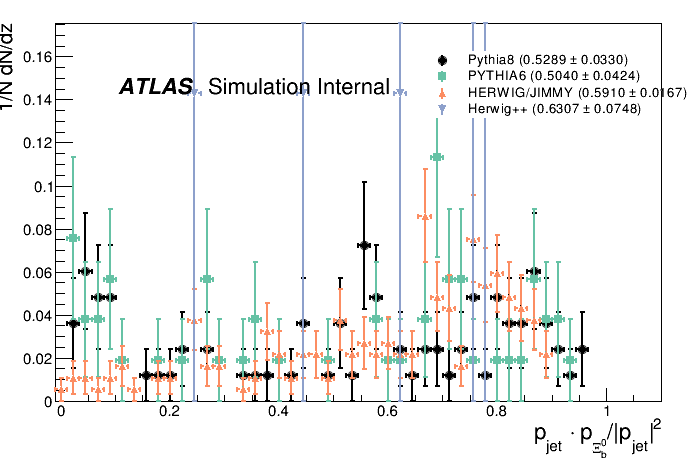 1/N dN/dz
ATLAS Simulation Internal
Pythia8 (0.5289 ± 0.0330)
PYTHIA6 (0.5040 ± 0.0424)
HERWIG/JIMMY (0.5910 ± 0.0167)
Herwig++ (0.6307 ± 0.0748)
0.16
0.14
0.12
0.1
0.08
0.06
0.04
0.02
0
0 0.2 0.4 0.6 0.8 1
p_jet · p_Ξ_b^0/|p_jet|^2